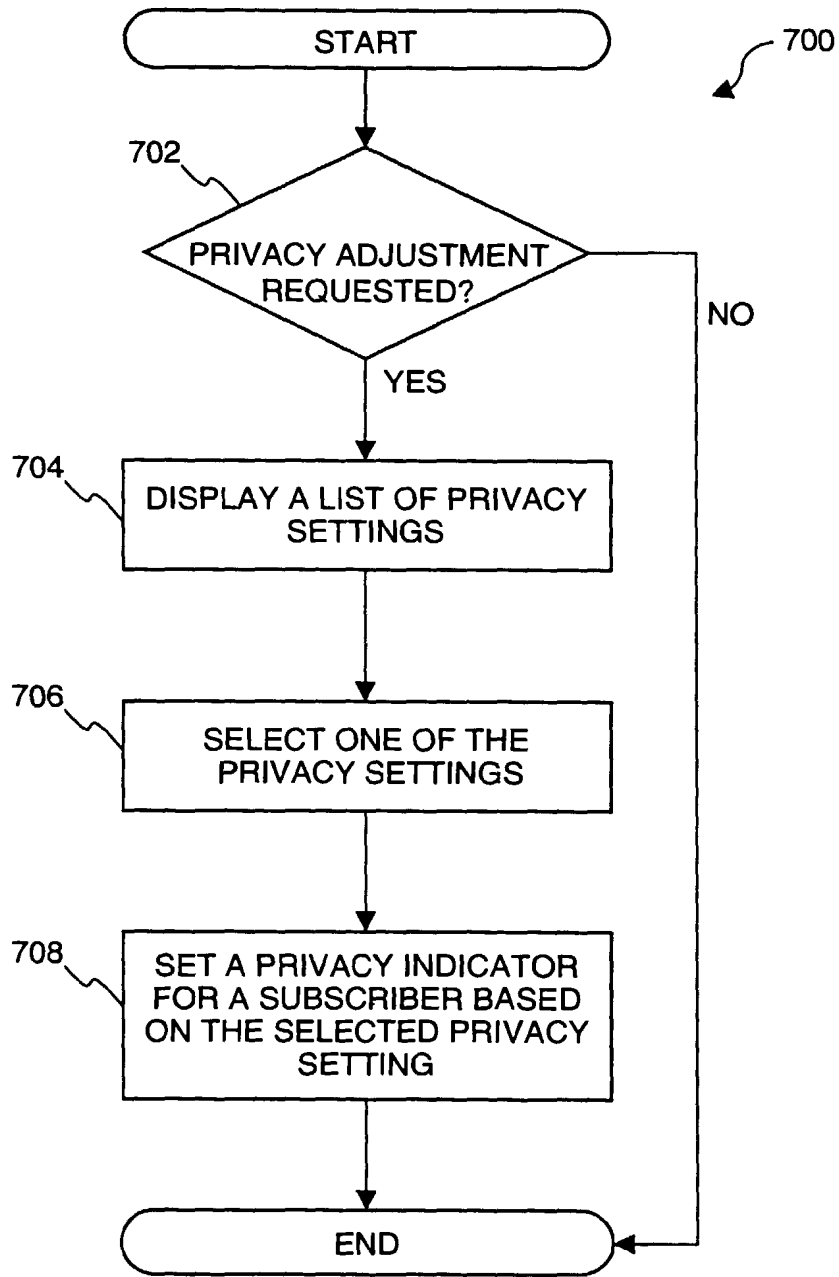 START
700
702
PRIVACY ADJUSTMENT
REQUESTED?
NO
YES
704
DISPLAY A LIST OF PRIVACY
SETTINGS
706
SELECT ONE OF THE
PRIVACY SETTINGS
708
SET A PRIVACY INDICATOR
FOR A SUBSCRIBER BASED
ON THE SELECTED PRIVACY
SETTING
END